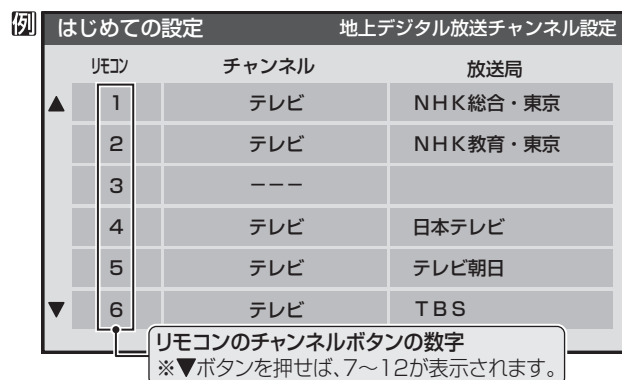 例
はじめての設定 地上デジタル放送チャンネル設定
リモコン チャンネル 放送局
▲ 1 テレビ NHK総合・東京
2 テレビ NHK教育・東京
3 −−−
4 テレビ 日本テレビ
5 テレビ テレビ朝日
▼ 6 テレビ TBS
リモコンのチャンネルボタンの数字
※▼ボタンを押せば、7〜12が表示されます。